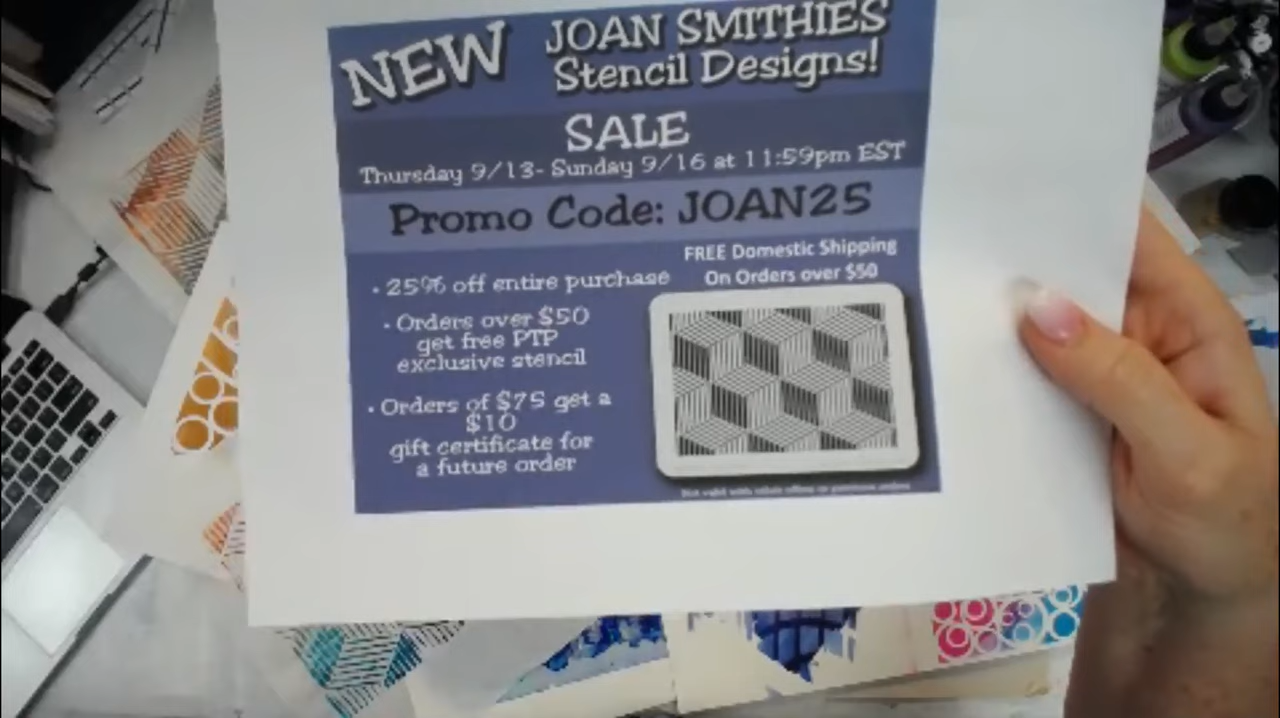 NEW
JOAN SMITHIES
Stencil Designs!
SALE
Thursday 9/13- Sunday 9/16 at 11:59pm EST
Promo Code: JOAN25
FREE Domestic Shipping
On Orders over $50
• 25% off entire purchase
• Orders over $50
get free PTP
exclusive stencil
• Orders of $75 get a
$10
gift certificate for
a future order